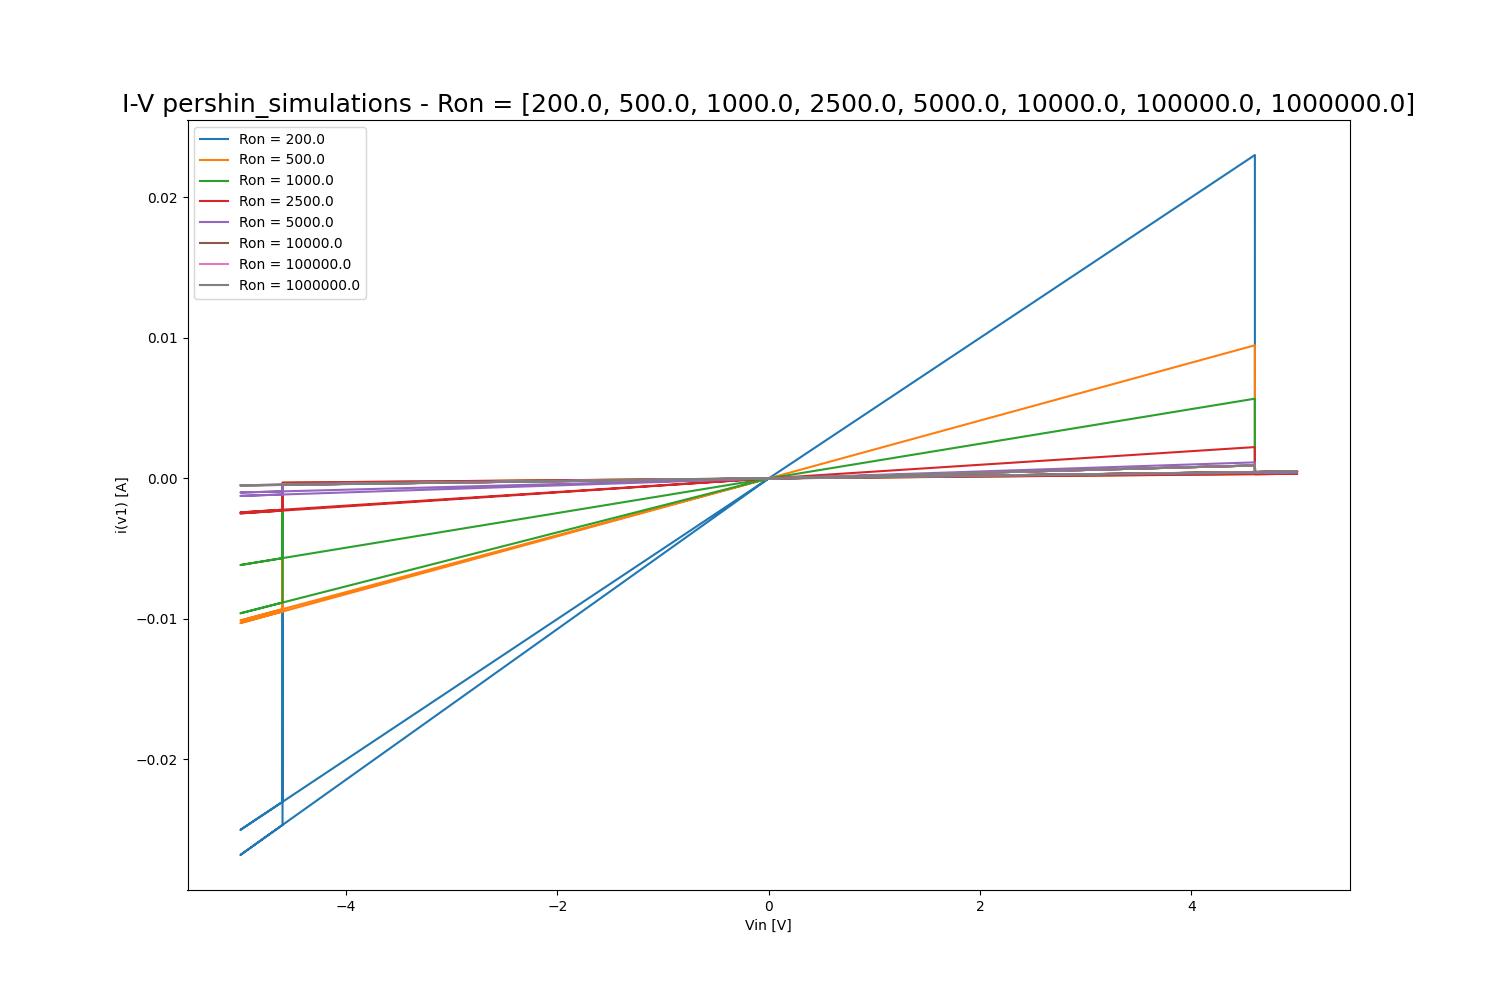 I-V pershin_simulations - Ron = [200.0, 500.0, 1000.0, 2500.0, 5000.0, 10000.0, 100000.0, 1000000.0]
Ron = 200.0
Ron = 500.0
Ron = 1000.0
Ron = 2500.0
Ron = 5000.0
Ron = 10000.0
Ron = 100000.0
Ron = 1000000.0
0.02
0.01
0.00
−0.01
−0.02
i(v1) [A]
−4
−2
0
2
4
Vin [V]